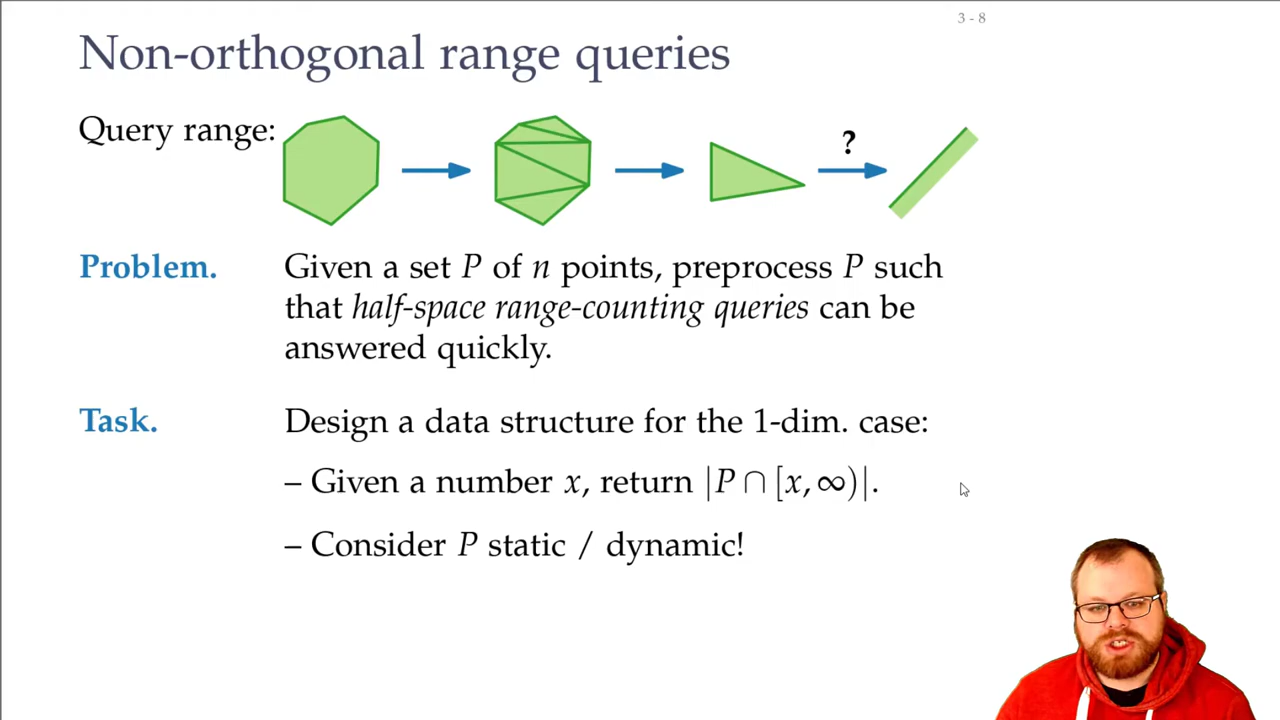 3 - 8
Non-orthogonal range queries
Query range:
?
Problem. Given a set P of n points, preprocess P such
that half-space range-counting queries can be
answered quickly.
Task. Design a data structure for the 1-dim. case:
– Given a number x, return |P ∩ [x, ∞)|.
– Consider P static / dynamic!